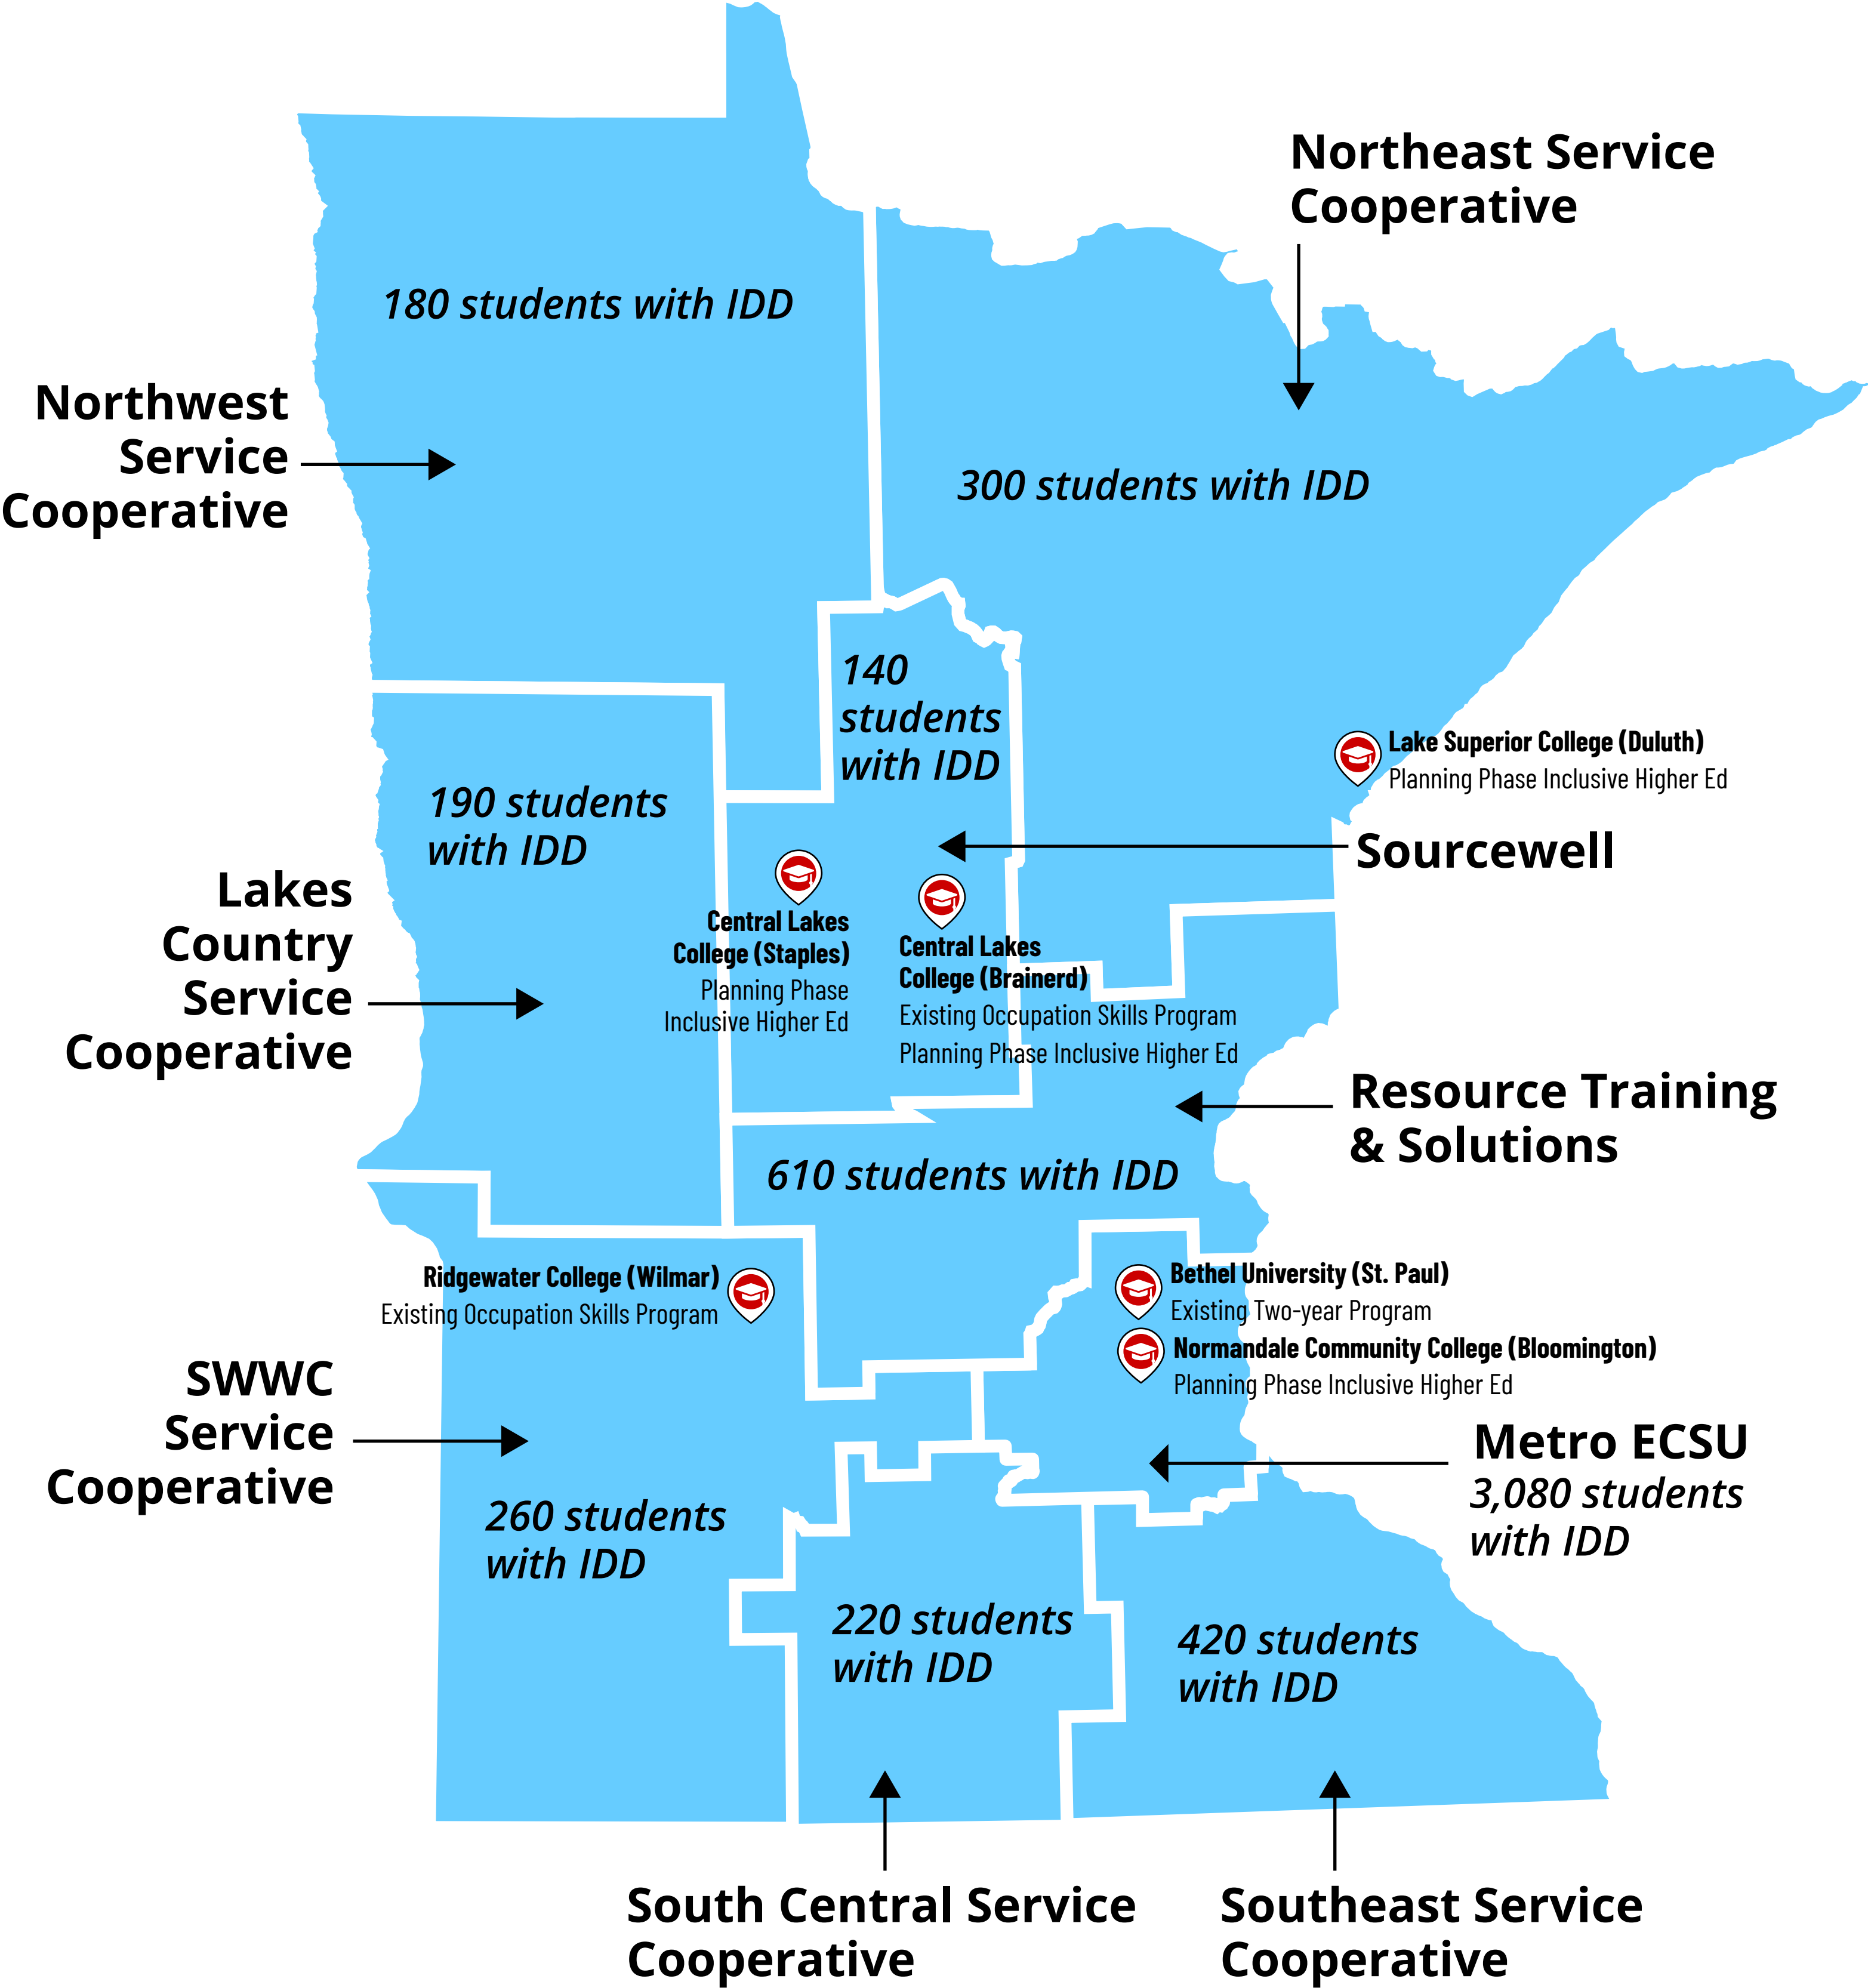 Northeast Service
Cooperative
180 students with IDD
Northwest
Service
Cooperative
300 students with IDD
140
students
with IDD
Lake Superior College (Duluth)
Planning Phase Inclusive Higher Ed
190 students
with IDD
Sourcewell
Lakes
Country
Service
Cooperative
Central Lakes
College (Staples)
Planning Phase
Inclusive Higher Ed
Central Lakes
College (Brainerd)
Existing Occupation Skills Program
Planning Phase Inclusive Higher Ed
Resource Training
& Solutions
610 students with IDD
Ridgewater College (Wilmar)
Existing Occupation Skills Program
Bethel University (St. Paul)
Existing Two-year Program
Normandale Community College (Bloomington)
Planning Phase Inclusive Higher Ed
SWWC
Service
Cooperative
Metro ECSU
3,080 students
with IDD
260 students
with IDD
220 students
with IDD
420 students
with IDD
South Central Service
Cooperative
Southeast Service
Cooperative